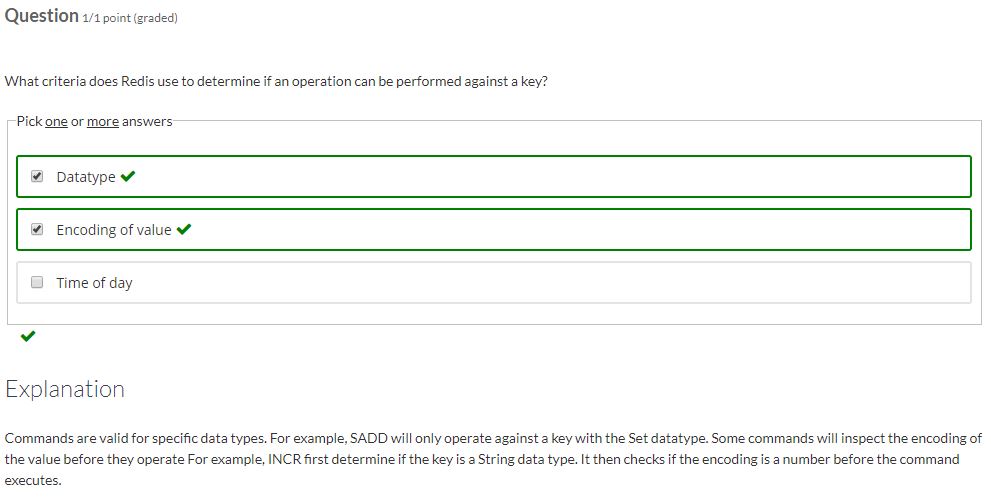 Question 1/1 point (graded)
What criteria does Redis use to determine if an operation can be performed against a key?
Pick one or more answers
Datatype
Encoding of value
Time of day
Explanation
Commands are valid for specific data types. For example, SADD will only operate against a key with the Set datatype. Some commands will inspect the encoding of
the value before they operate For example, INCR first determine if the key is a String data type. It then checks if the encoding is a number before the command
executes.